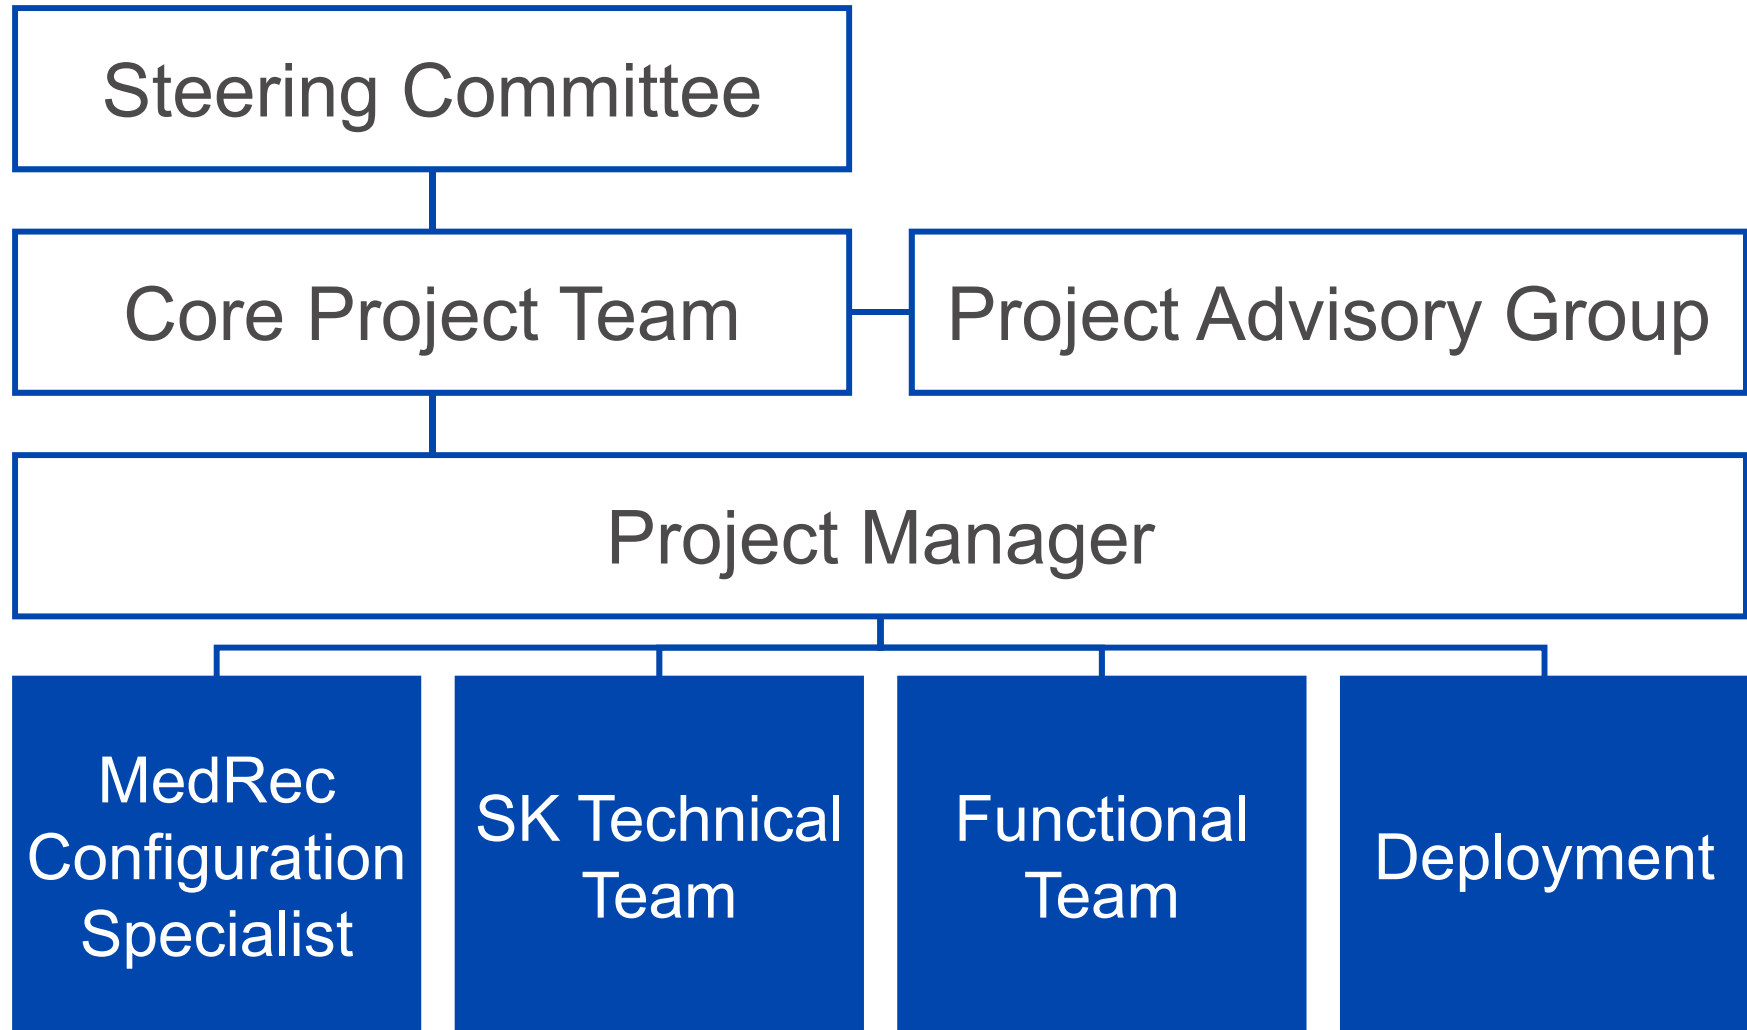 Steering Committee
Core Project Team
Project Advisory Group
Project Manager
MedRec
Configuration
Specialist
SK Technical
Team
Functional
Team
Deployment